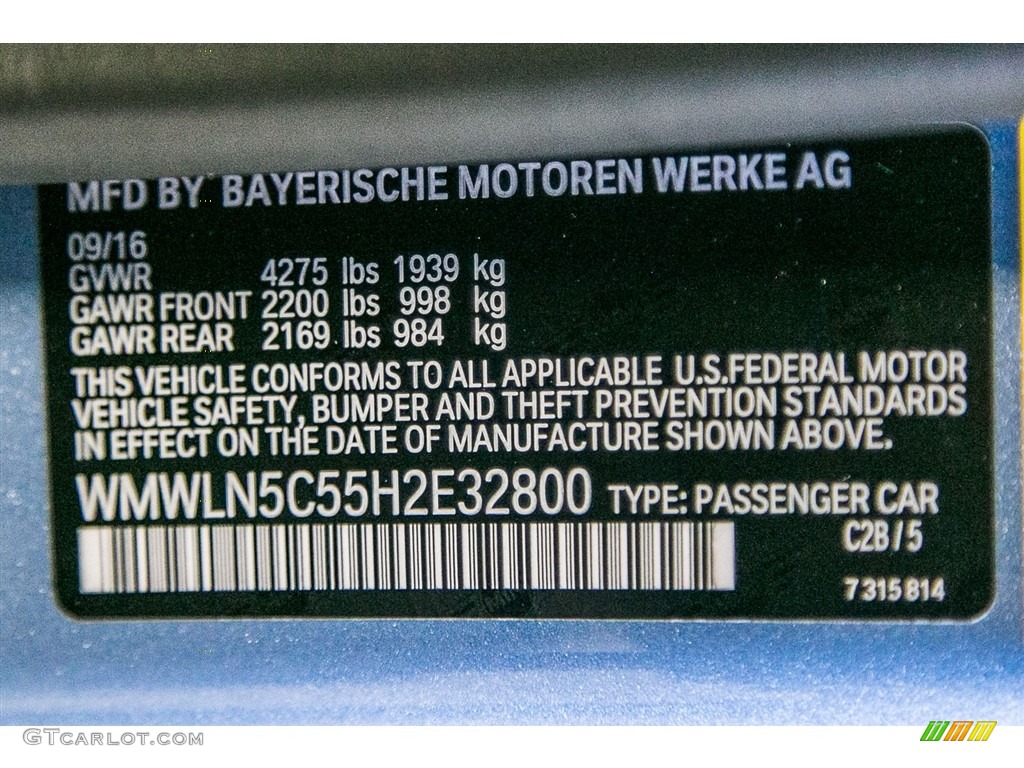 MFD BY BAYERISCHE MOTOREN WERKE AG
09/16
GVWR 4275 lbs 1939 kg
GAWR FRONT 2200 lbs 998 kg
GAWR REAR 2169 lbs 984 kg
THIS VEHICLE CONFORMS TO ALL APPLICABLE U.S.FEDERAL MOTOR
VEHICLE SAFETY, BUMPER AND THEFT PREVENTION STANDARDS
IN EFFECT ON THE DATE OF MANUFACTURE SHOWN ABOVE.
WMWLN5C55H2E32800 TYPE: PASSENGER CAR
C2B/5
7315814
GTCARLOT.COM